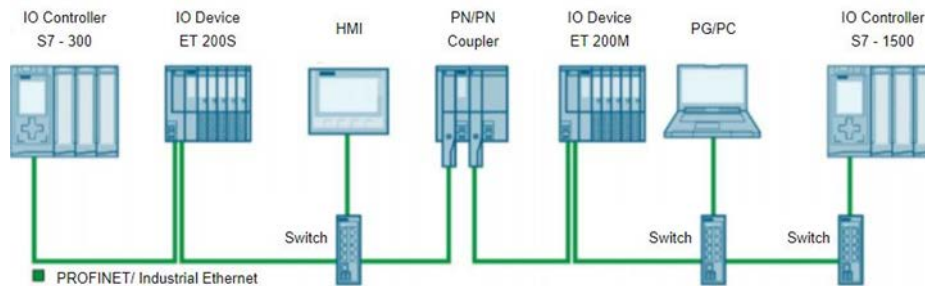 IO Controller
S7 - 300
IO Device
ET 200S
HMI
PN/PN
Coupler
IO Device
ET 200M
PG/PC
IO Controller
S7 - 1500
Switch
Switch
Switch
PROFINET/ Industrial Ethernet